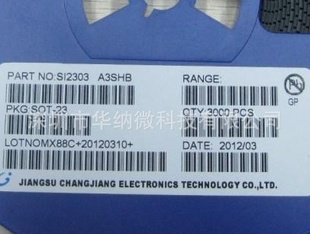 PART NO:SI2303 A3SHB RANGE:
GP
PKG SOT-23 QTY:3000 PCS
深圳市华纳微科技有限公司
LOTNOMX88C+20120310+ DATE: 2012/03
JIANGSU CHANGJIANG ELECTRONICS TECHNOLOGY CO.,LTD.